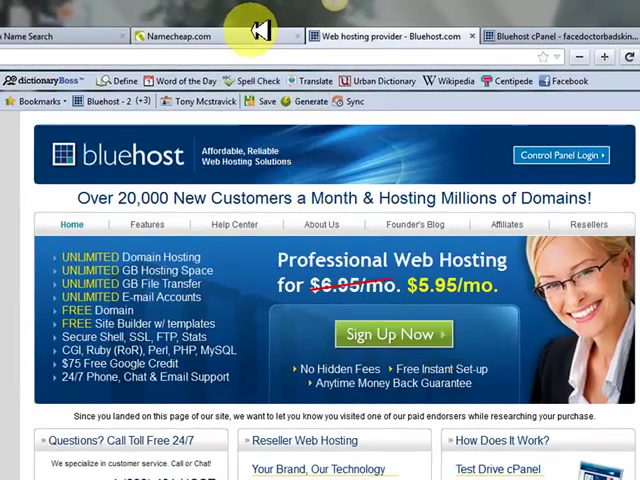 n Name Search
Namecheap.com
Web hosting provider - Bluehost.com
Bluehost cPanel - facedoctorbadskin...
dictionaryBoss
Define
Word of the Day
Spell Check
Translate
Urban Dictionary
Wikipedia
Centipede
Facebook
Bookmarks
Bluehost - 2 (+3)
Tony Mcstravick
Save
Generate
Sync
bluehost
Affordable, Reliable
Web Hosting Solutions
Control Panel Login
Over 20,000 New Customers a Month & Hosting Millions of Domains!
Home
Features
Help Center
About Us
Founder's Blog
Affiliates
Resellers
UNLIMITED Domain Hosting
UNLIMITED GB Hosting Space
UNLIMITED GB File Transfer
UNLIMITED E-mail Accounts
FREE Domain
FREE Site Builder w/ templates
Secure Shell, SSL, FTP, Stats
CGI, Ruby (RoR), Perl, PHP, MySQL
$75 Free Google Credit
24/7 Phone, Chat & Email Support
Professional Web Hosting
for $6.95/mo. $5.95/mo.
Sign Up Now
No Hidden Fees
Free Instant Set-up
Anytime Money Back Guarantee
Since you landed on this page of our site, we want to let you know you visited one of our paid endorsers while researching your purchase.
Questions? Call Toll Free 24/7
We specialize in customer service. Call or Chat!
Reseller Web Hosting
Your Brand, Our Technology
How Does It Work?
Test Drive cPanel